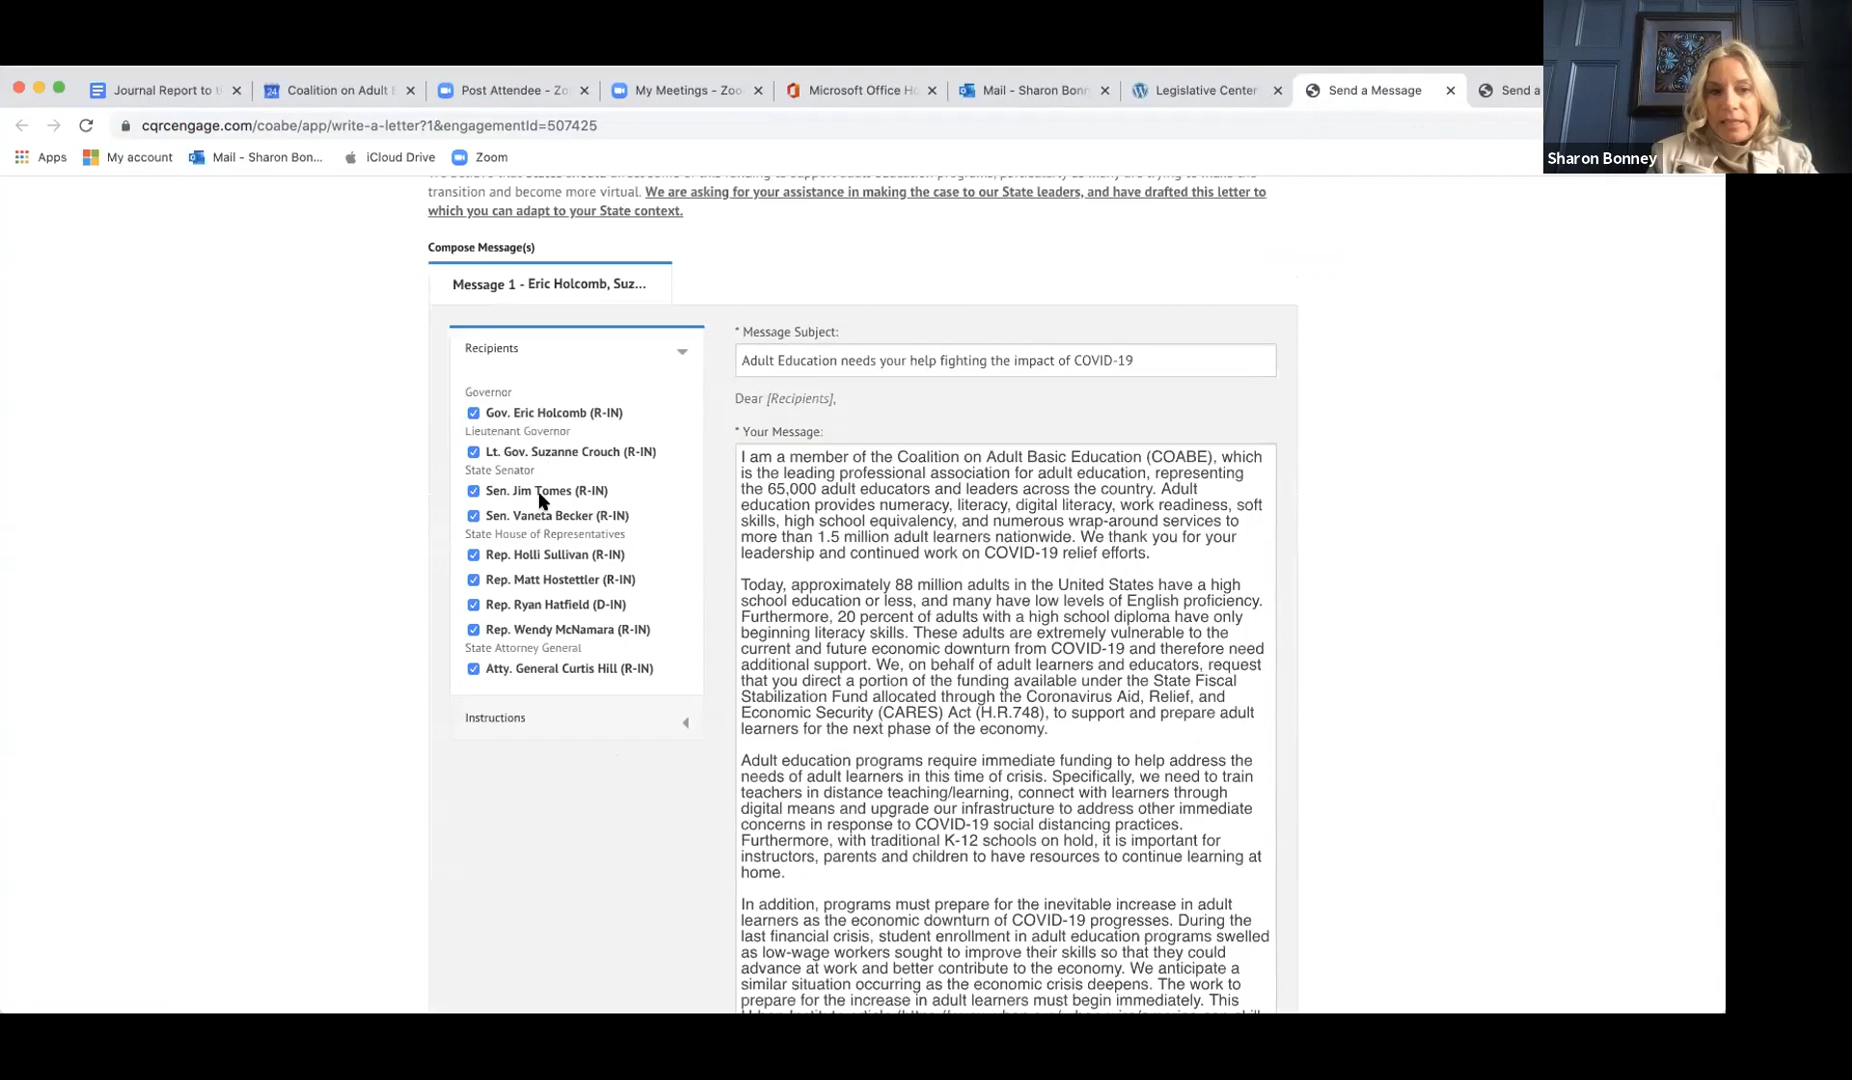 Journal Report to t
Coalition on Adult E
Post Attendee - Zo
My Meetings - Zoo
Microsoft Office Ho
Mail - Sharon Bonn
Legislative Center
Send a Message
Send a
cqrcengage.com/coabe/app/write-a-letter?1&engagementId=507425
Apps
My account
Mail - Sharon Bon...
iCloud Drive
Zoom
Sharon Bonney
transition and become more virtual. We are asking for your assistance in making the case to our State leaders, and have drafted this letter to
which you can adapt to your State context.
Compose Message(s)
Message 1 - Eric Holcomb, Suz...
Recipients
Governor
Gov. Eric Holcomb (R-IN)
Lieutenant Governor
Lt. Gov. Suzanne Crouch (R-IN)
State Senator
Sen. Jim Tomes (R-IN)
Sen. Vaneta Becker (R-IN)
State House of Representatives
Rep. Holli Sullivan (R-IN)
Rep. Matt Hostettler (R-IN)
Rep. Ryan Hatfield (D-IN)
Rep. Wendy McNamara (R-IN)
State Attorney General
Atty. General Curtis Hill (R-IN)
Instructions
* Message Subject:
Adult Education needs your help fighting the impact of COVID-19
Dear [Recipients],
* Your Message:
I am a member of the Coalition on Adult Basic Education (COABE), which
is the leading professional association for adult education, representing
the 65,000 adult educators and leaders across the country. Adult
education provides numeracy, literacy, digital literacy, work readiness, soft
skills, high school equivalency, and numerous wrap-around services to
more than 1.5 million adult learners nationwide. We thank you for your
leadership and continued work on COVID-19 relief efforts.
Today, approximately 88 million adults in the United States have a high
school education or less, and many have low levels of English proficiency.
Furthermore, 20 percent of adults with a high school diploma have only
beginning literacy skills. These adults are extremely vulnerable to the
current and future economic downturn from COVID-19 and therefore need
additional support. We, on behalf of adult learners and educators, request
that you direct a portion of the funding available under the State Fiscal
Stabilization Fund allocated through the Coronavirus Aid, Relief, and
Economic Security (CARES) Act (H.R.748), to support and prepare adult
learners for the next phase of the economy.
Adult education programs require immediate funding to help address the
needs of adult learners in this time of crisis. Specifically, we need to train
teachers in distance teaching/learning, connect with learners through
digital means and upgrade our infrastructure to address other immediate
concerns in response to COVID-19 social distancing practices.
Furthermore, with traditional K-12 schools on hold, it is important for
instructors, parents and children to have resources to continue learning at
home.
In addition, programs must prepare for the inevitable increase in adult
learners as the economic downturn of COVID-19 progresses. During the
last financial crisis, student enrollment in adult education programs swelled
as low-wage workers sought to improve their skills so that they could
advance at work and better contribute to the economy. We anticipate a
similar situation occurring as the economic crisis deepens. The work to
prepare for the increase in adult learners must begin immediately. This